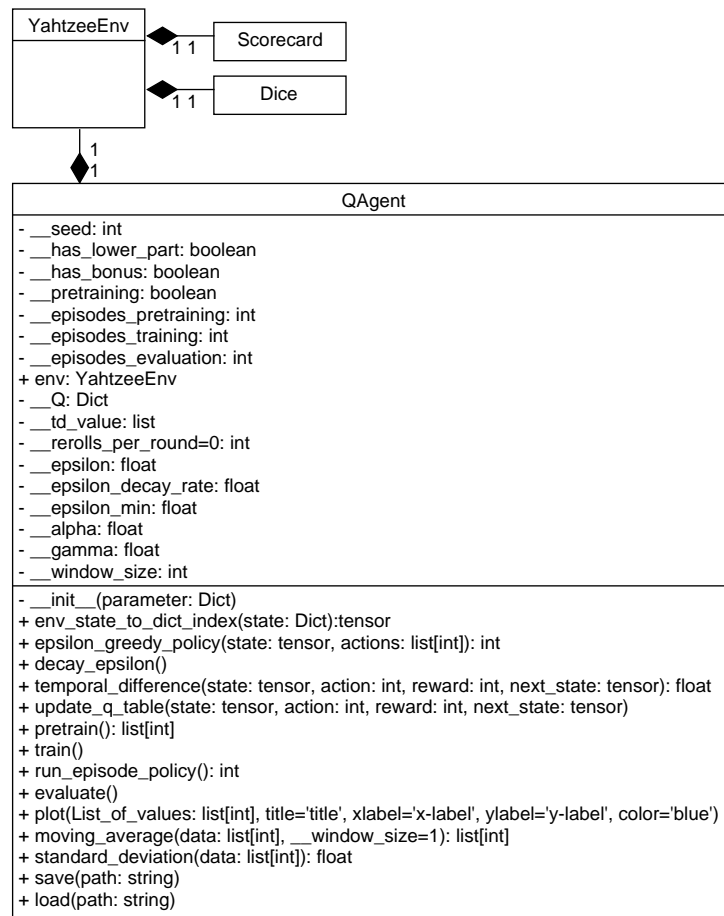 YahtzeeEnv
1 1
Scorecard
1 1
Dice
1
1
QAgent
- __seed: int
- __has_lower_part: boolean
- __has_bonus: boolean
- __pretraining: boolean
- __episodes_pretraining: int
- __episodes_training: int
- __episodes_evaluation: int
+ env: YahtzeeEnv
- __Q: Dict
- __td_value: list
- __rerolls_per_round=0: int
- __epsilon: float
- __epsilon_decay_rate: float
- __epsilon_min: float
- __alpha: float
- __gamma: float
- __window_size: int
- __init__(parameter: Dict)
+ env_state_to_dict_index(state: Dict):tensor
+ epsilon_greedy_policy(state: tensor, actions: list[int]): int
+ decay_epsilon()
+ temporal_difference(state: tensor, action: int, reward: int, next_state: tensor): float
+ update_q_table(state: tensor, action: int, reward: int, next_state: tensor)
+ pretrain(): list[int]
+ train()
+ run_episode_policy(): int
+ evaluate()
+ plot(List_of_values: list[int], title='title', xlabel='x-label', ylabel='y-label', color='blue')
+ moving_average(data: list[int], __window_size=1): list[int]
+ standard_deviation(data: list[int]): float
+ save(path: string)
+ load(path: string)